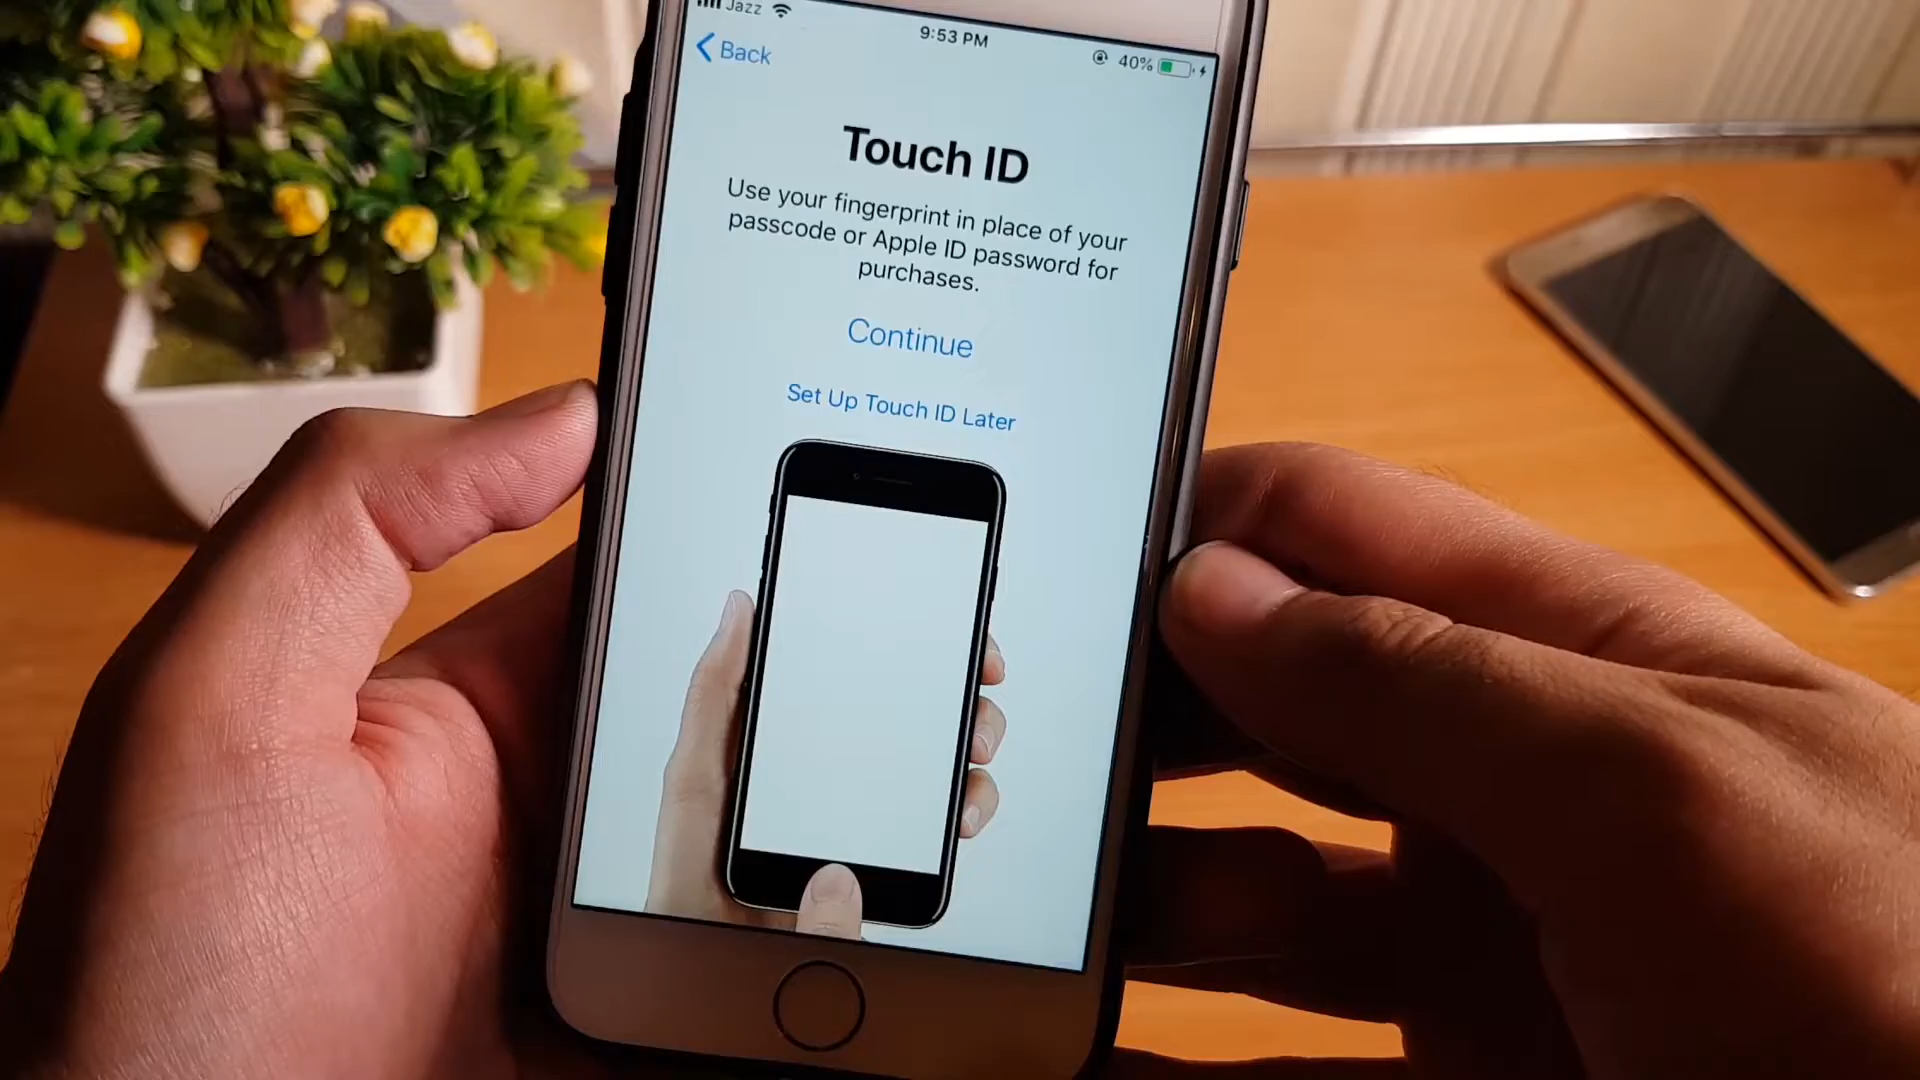 Jazz
9:53 PM
40%
Back
Touch ID
Use your fingerprint in place of your
passcode or Apple ID password for
purchases.
Continue
Set Up Touch ID Later